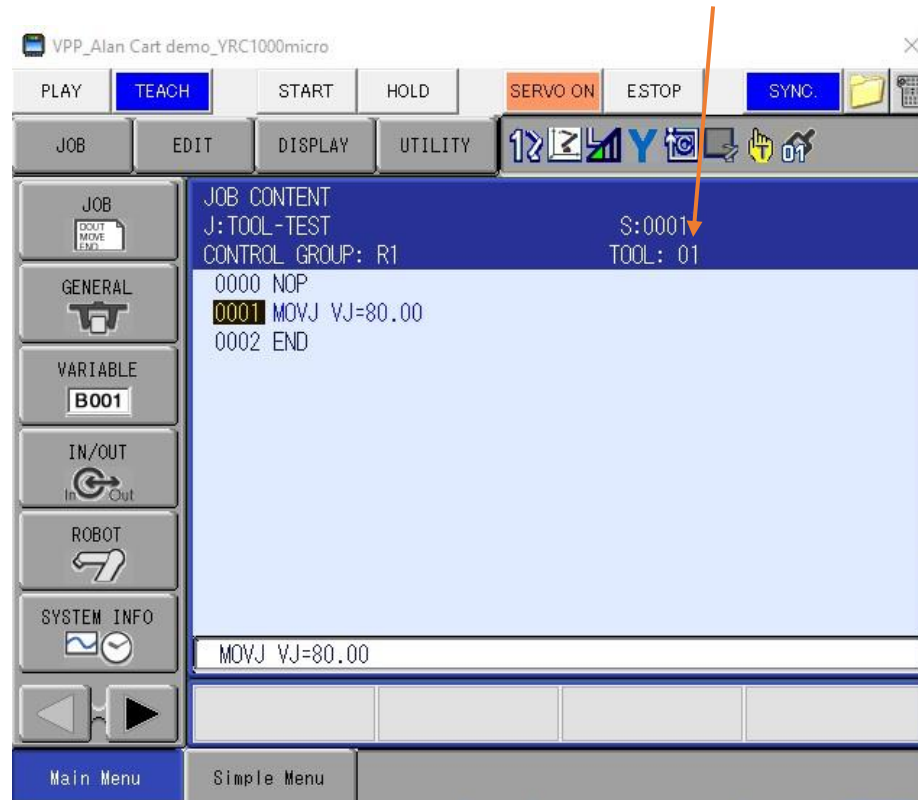 VPP_Alan Cart demo_YRC1000micro
PLAY TEACH START HOLD SERVO ON E.STOP SYNC.
JOB EDIT DISPLAY UTILITY 01
JOB
DOUT
MOVE
END
JOB CONTENT
J:TOOL-TEST S:0001
CONTROL GROUP: R1 TOOL: 01
0000 NOP
0001 MOVJ VJ=80.00
0002 END
GENERAL
VARIABLE
B001
IN/OUT
In Out
ROBOT
SYSTEM INFO
MOVJ VJ=80.00
Main Menu Simple Menu